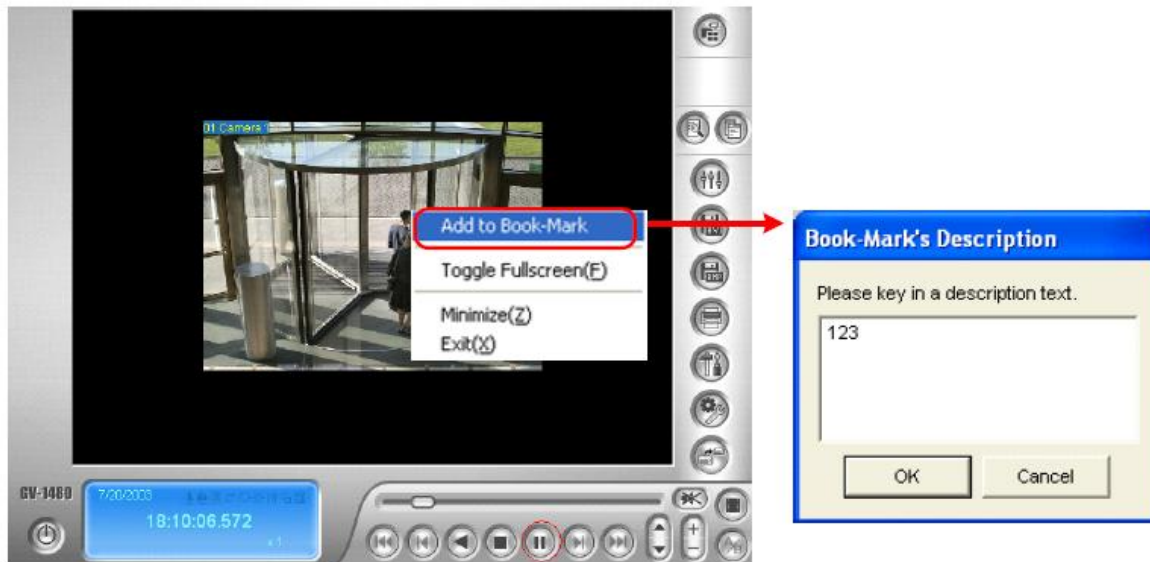 01 Camera
Add to Book-Mark
Toggle Fullscreen(F)
Minimize(Z)
Exit(X)
Book-Mark's Description
Please key in a description text.
123
OK
Cancel
GV-1480
7/20/2003
18:10:06.572
x 1